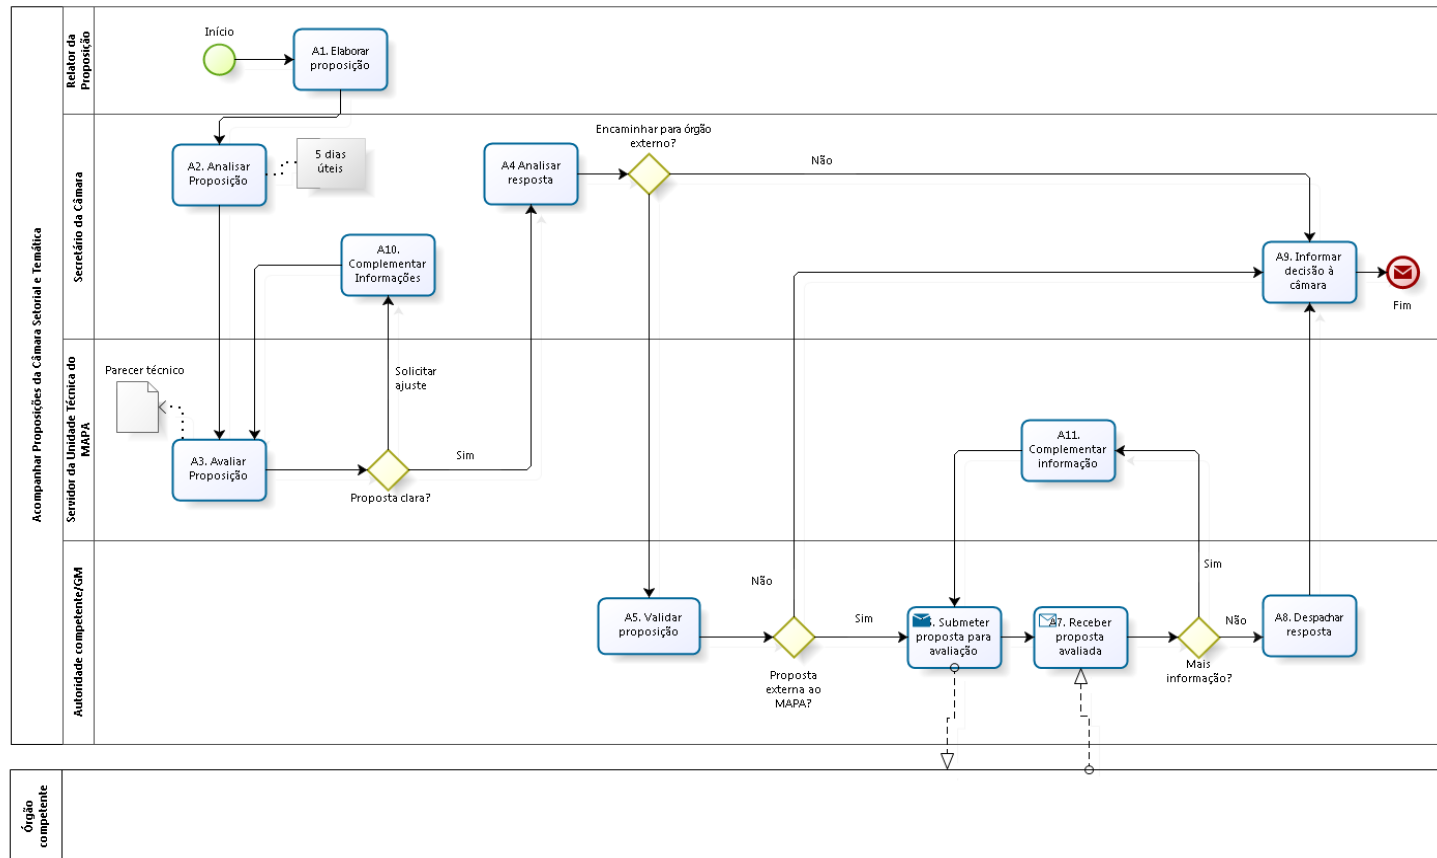 Acompanhar Proposições da Câmara Setorial e Temática
Relator da
Proposição
Início
A1. Elaborar
proposição
Secretário da Câmara
A2. Analisar
Proposição
5 dias
úteis
A4 Analisar
resposta
Encaminhar para órgão
externo?
Não
A10.
Complementar
Informações
A9. Informar
decisão à
câmara
Fim
Servidor da Unidade Técnica do
MAPA
Parecer técnico
Solicitar
ajuste
A3. Avaliar
Proposição
Sim
Proposta clara?
A11.
Complementar
informação
Autoridade competente/GM
Não
Sim
A5. Validar
proposição
Sim
Proposta
externa ao
MAPA?
. Submeter
proposta para
avaliação
A7. Receber
proposta
avaliada
Não
Mais
informação?
A8. Despachar
resposta
Órgão
competente